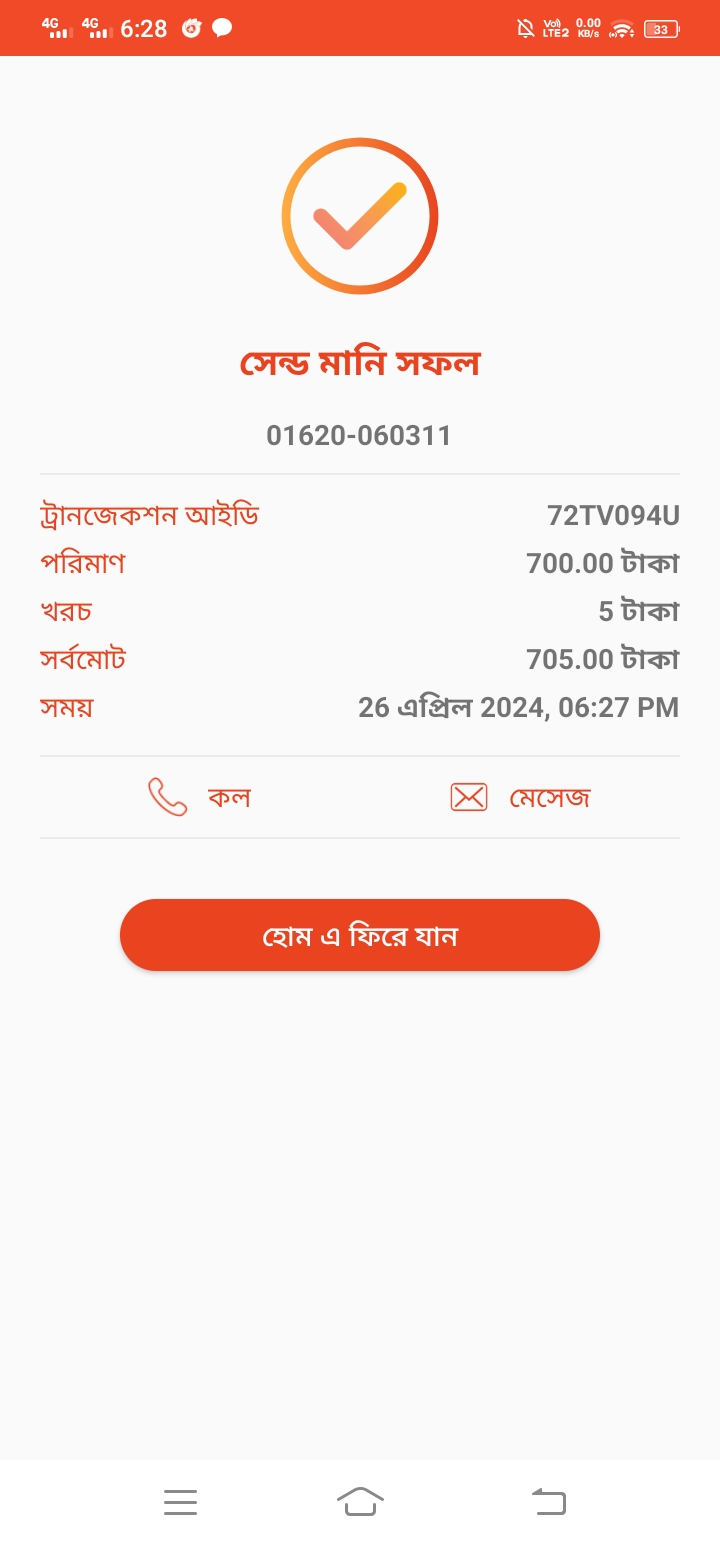 4G 4G 6:28 Vo) LTE2 0.00 KB/s 33
সেন্ড মানি সফল
01620-060311
ট্রানজেকশন আইডি 72TV094U
পরিমাণ 700.00 টাকা
খরচ 5 টাকা
সর্বমোট 705.00 টাকা
সময় 26 এপ্রিল 2024, 06:27 PM
কল মেসেজ
হোম এ ফিরে যান